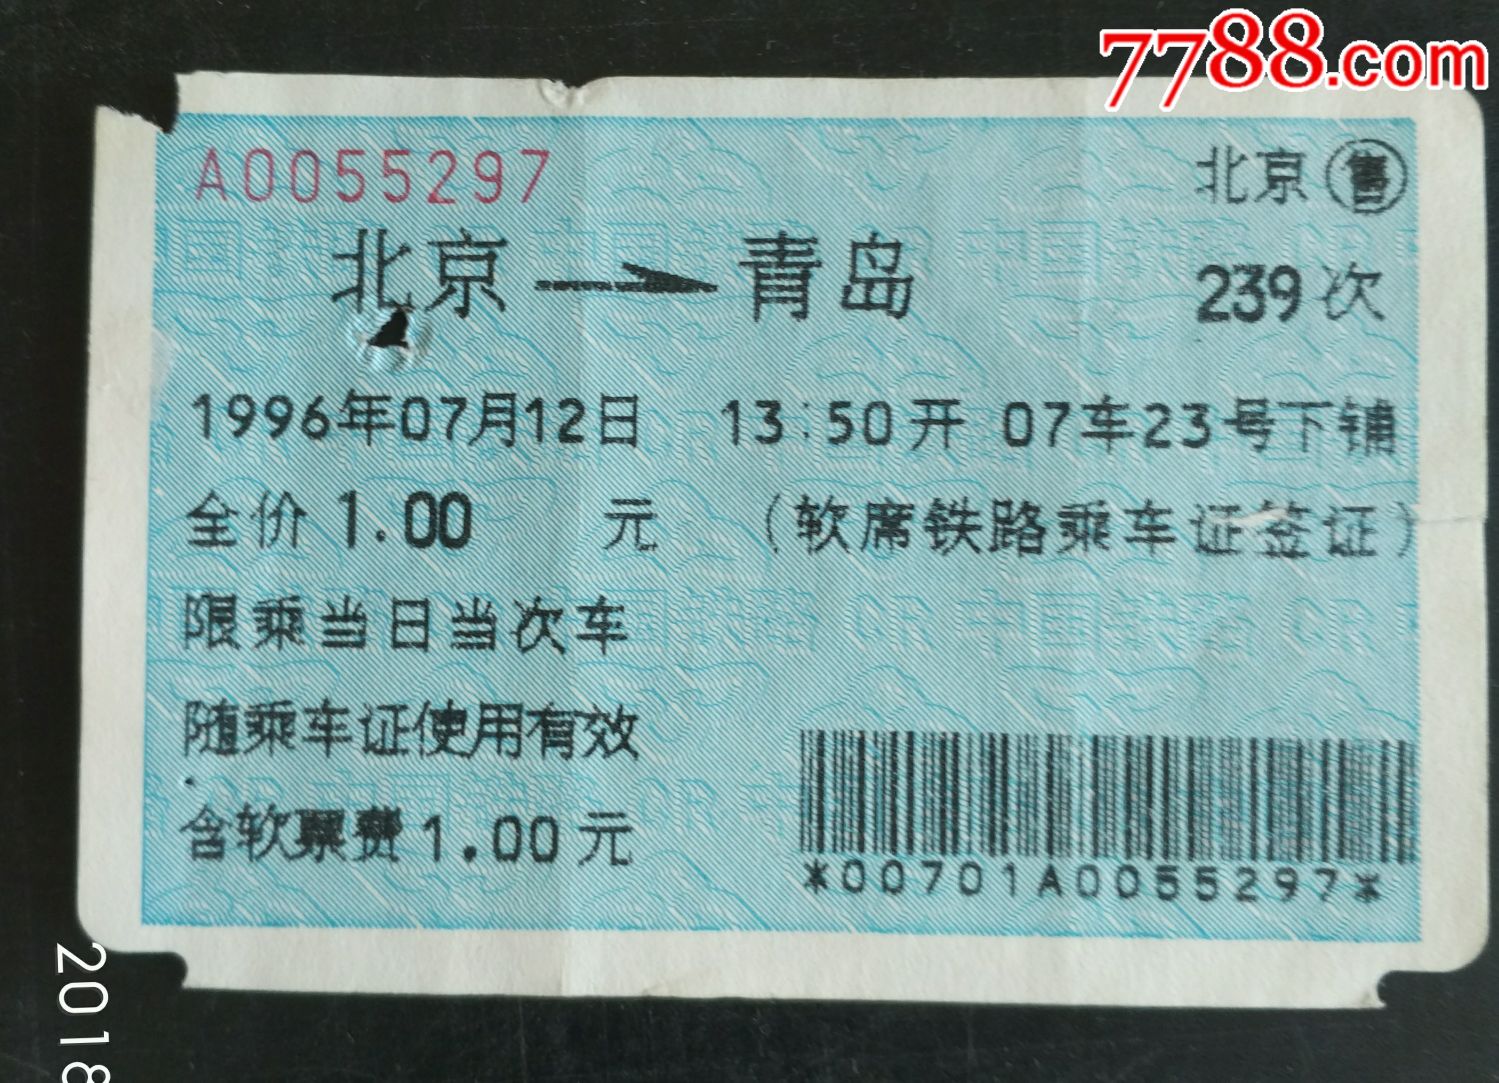 7788.com
A0055297
北京 售
北京 → 青岛
239次
1996年07月12日 13:50开 07车23号下铺
全价1.00 元 (软席铁路乘车证签证)
限乘当日当次车
随乘车证使用有效
含软票费1.00元
*00701A0055297*
2018